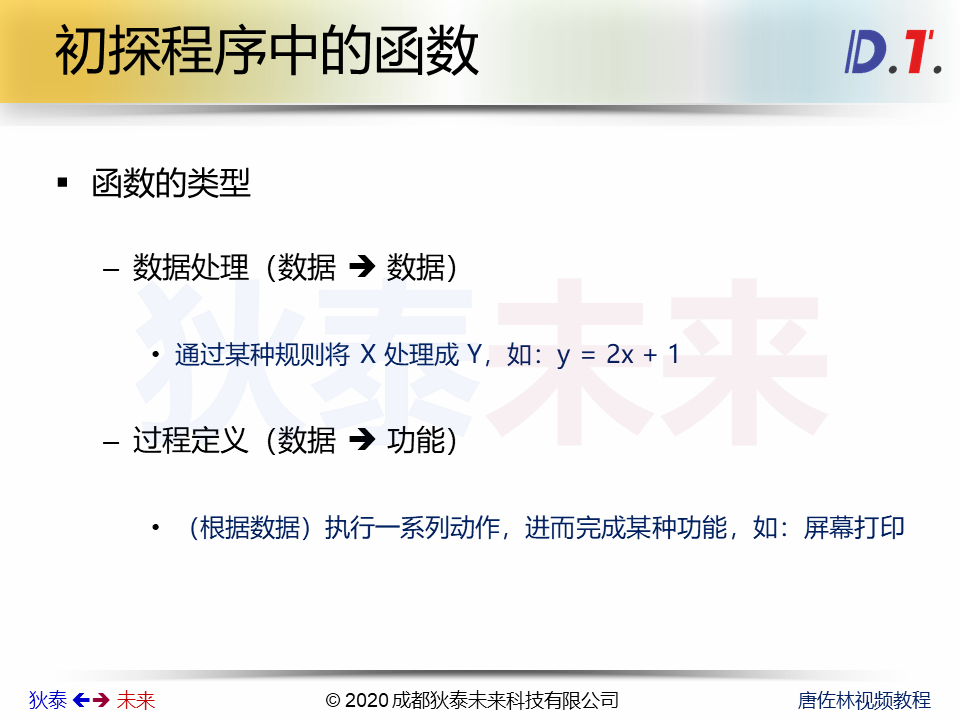 初探程序中的函数
D.T.
▪ 函数的类型
– 数据处理（数据 ➔ 数据）
• 通过某种规则将 X 处理成 Y，如：y = 2x + 1
– 过程定义（数据 ➔ 功能）
• （根据数据）执行一系列动作，进而完成某种功能，如：屏幕打印
狄泰未来
狄泰 🡸🡺 未来
© 2020 成都狄泰未来科技有限公司
唐佐林视频教程